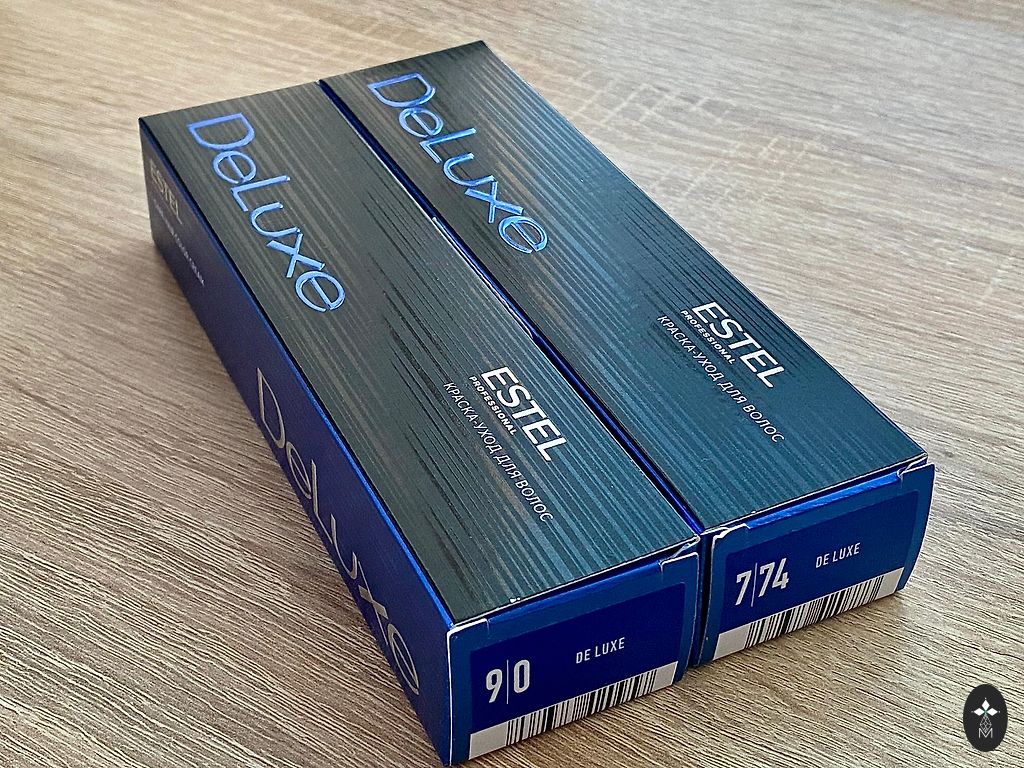 DeLuxe
ESTEL
PROFESSIONAL
КРАСКА-УХОД ДЛЯ ВОЛОС
DeLuxe
ESTEL
PROFESSIONAL
КРАСКА-УХОД ДЛЯ ВОЛОС
ESTEL
DeLuxe
9|0
DE LUXE
7|74
DE LUXE
M